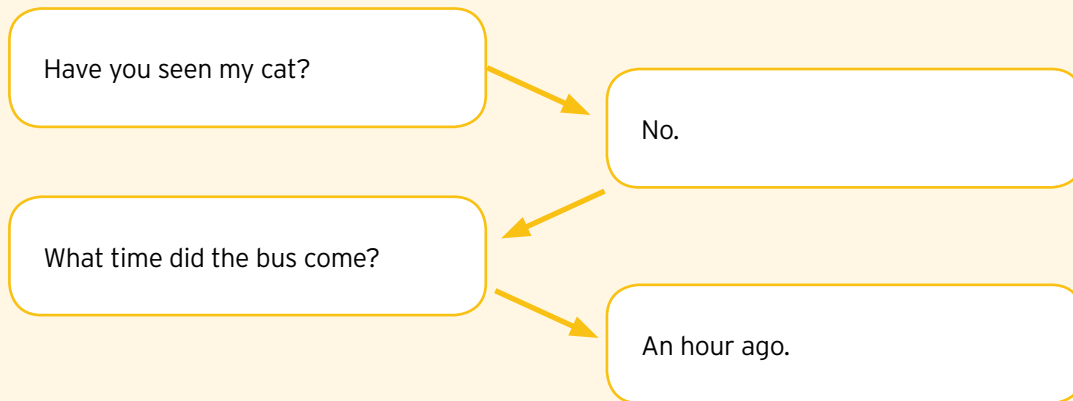 Have you seen my cat?
No.
What time did the bus come?
An hour ago.